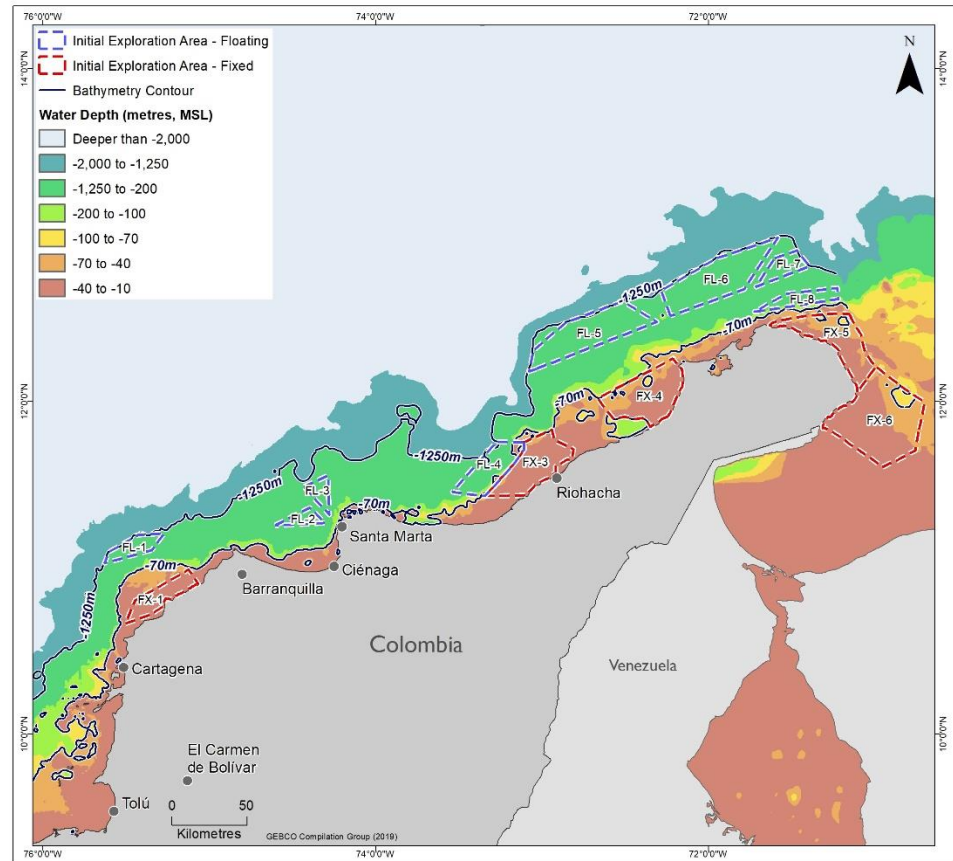 76°0'0"W
74°0'0"W
72°0'0"W
Initial Exploration Area - Floating
Initial Exploration Area - Fixed
Bathymetry Contour
Water Depth (metres, MSL)
Deeper than -2,000
-2,000 to -1,250
-1,250 to -200
-200 to -100
-100 to -70
-70 to -40
-40 to -10
N
14°0'0"N
14°0'0"N
-1250m
FL-7
FL-6
FL-8
FL-5
-70m
FX-5
12°0'0"N
12°0'0"N
-70m
FX-4
FX-6
-1250m
-1250m
FL-4
FX-3
FL-3
Riohacha
FL-2
-70m
Santa Marta
FL-1
-70m
Ciénaga
Barranquilla
FX-1
-1250m
Colombia
Venezuela
Cartagena
10°0'0"N
10°0'0"N
El Carmen
de Bolívar
Tolú
0 50
Kilometres
GEBCO Compilation Group (2019)
76°0'0"W
74°0'0"W
72°0'0"W